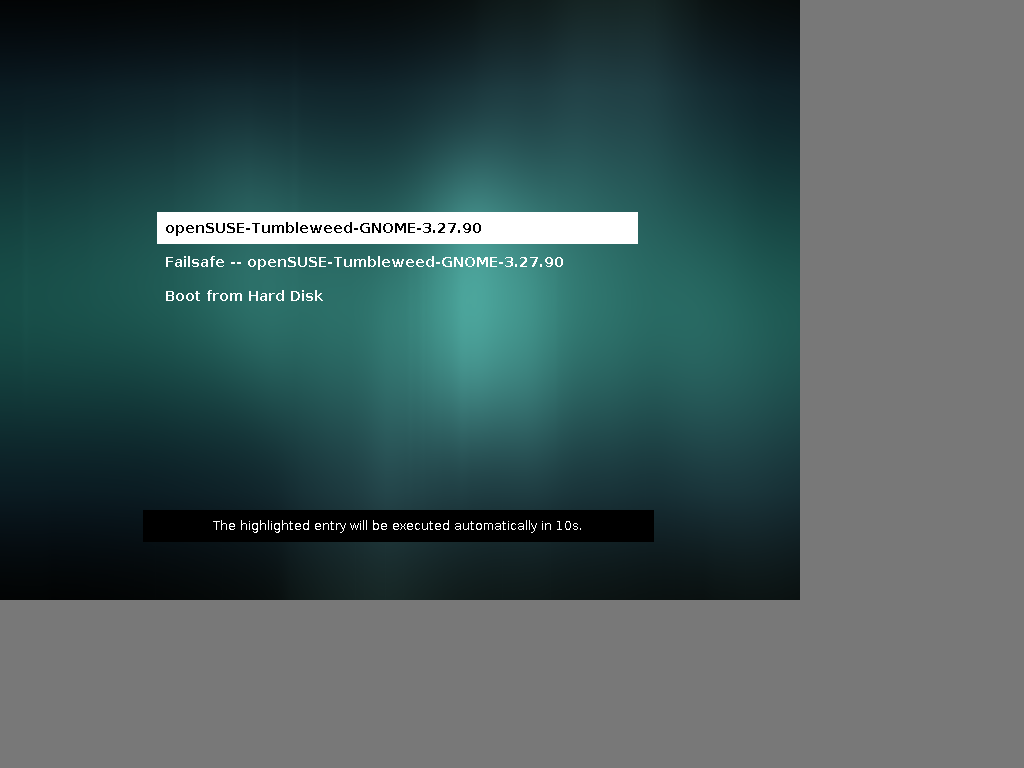 openSUSE-Tumbleweed-GNOME-3.27.90
Failsafe -- openSUSE-Tumbleweed-GNOME-3.27.90
Boot from Hard Disk
The highlighted entry will be executed automatically in 10s.